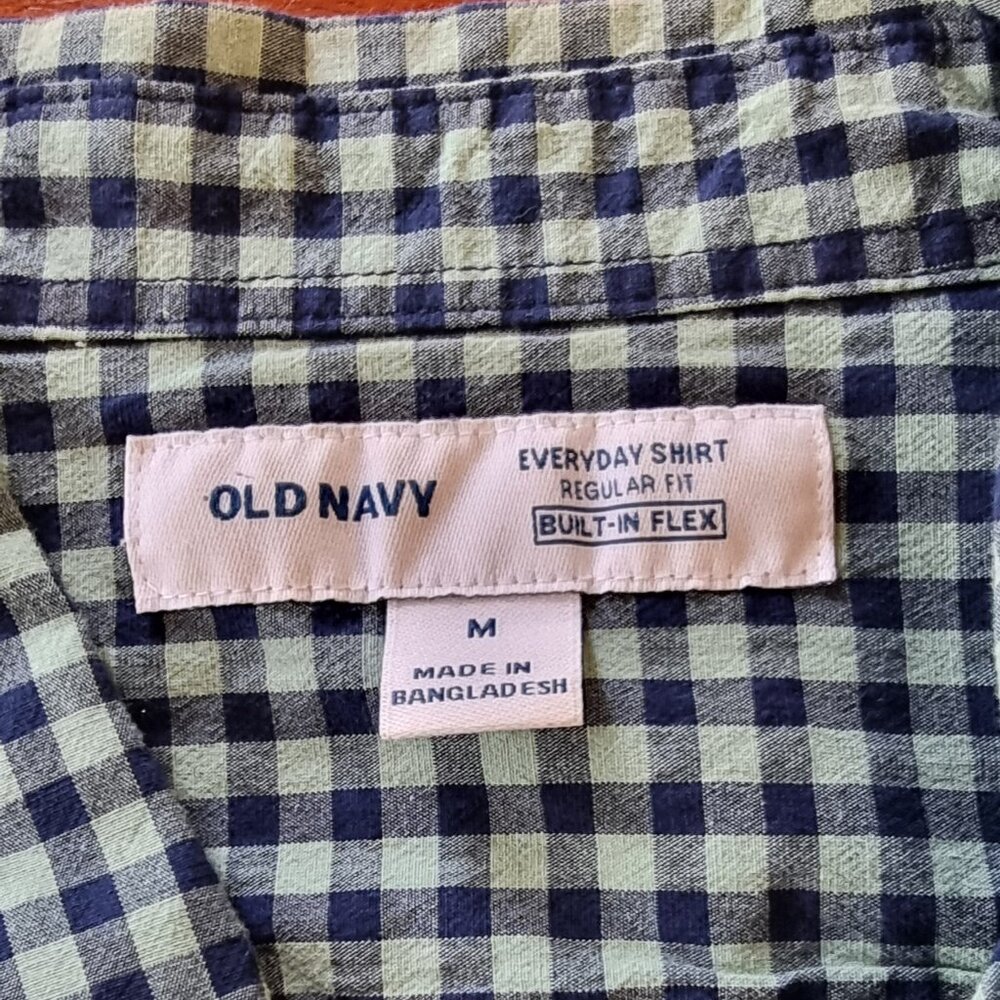 OLD NAVY
EVERYDAY SHIRT
REGULAR FIT
BUILT-IN FLEX
M
MADE IN
BANGLADESH